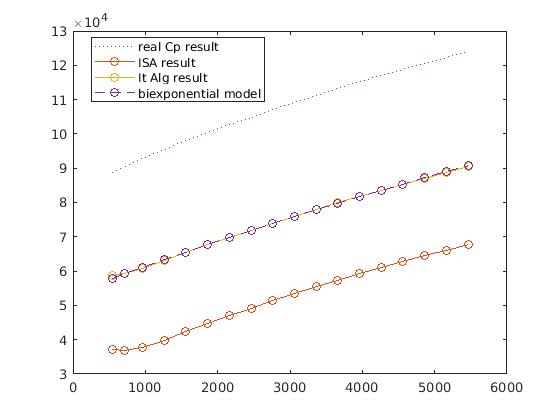 ×10⁴
13
12
11
10
9
8
7
6
5
4
3
0 1000 2000 3000 4000 5000 6000
real Cp result
ISA result
It Alg result
biexponential model